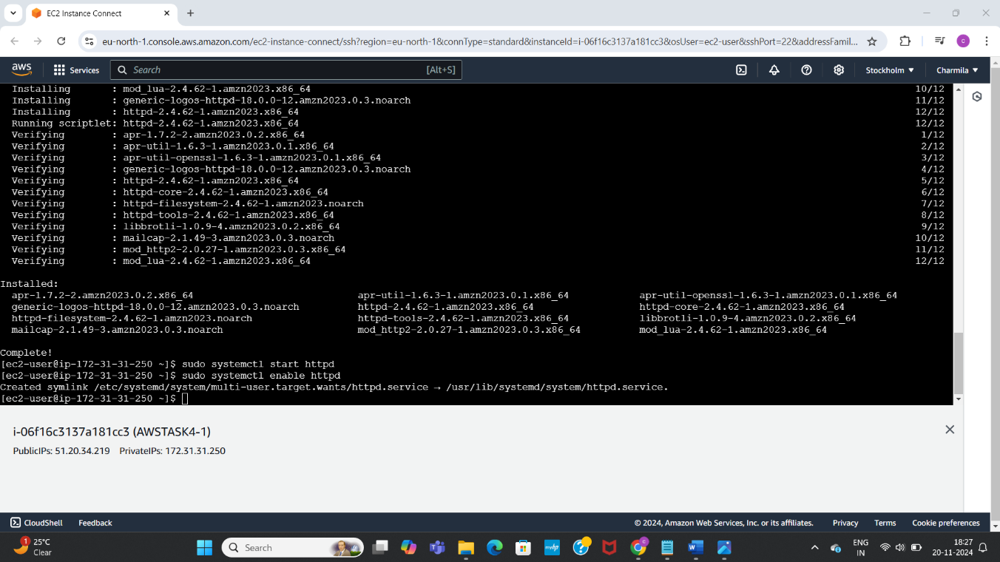 EC2 Instance Connect
eu-north-1.console.aws.amazon.com/ec2-instance-connect/ssh?region=eu-north-1&connType=standard&instanceId=i-06f16c3137a181cc3&osUser=ec2-user&sshPort=22&addressFamil...
C
aws
Services
Search
[Alt+S]
Stockholm
Charmila
Installing : mod_lua-2.4.62-1.amzn2023.x86_64 10/12
Installing : generic-logos-httpd-18.0.0-12.amzn2023.0.3.noarch 11/12
Installing : httpd-2.4.62-1.amzn2023.x86_64 12/12
Running scriptlet: httpd-2.4.62-1.amzn2023.x86_64 12/12
Verifying : apr-1.7.2-2.amzn2023.0.2.x86_64 1/12
Verifying : apr-util-1.6.3-1.amzn2023.0.1.x86_64 2/12
Verifying : apr-util-openssl-1.6.3-1.amzn2023.0.1.x86_64 3/12
Verifying : generic-logos-httpd-18.0.0-12.amzn2023.0.3.noarch 4/12
Verifying : httpd-2.4.62-1.amzn2023.x86_64 5/12
Verifying : httpd-core-2.4.62-1.amzn2023.x86_64 6/12
Verifying : httpd-filesystem-2.4.62-1.amzn2023.noarch 7/12
Verifying : httpd-tools-2.4.62-1.amzn2023.x86_64 8/12
Verifying : libbrotli-1.0.9-4.amzn2023.0.2.x86_64 9/12
Verifying : mailcap-2.1.49-3.amzn2023.0.3.noarch 10/12
Verifying : mod_http2-2.0.27-1.amzn2023.0.3.x86_64 11/12
Verifying : mod_lua-2.4.62-1.amzn2023.x86_64 12/12
Installed:
apr-1.7.2-2.amzn2023.0.2.x86_64 apr-util-1.6.3-1.amzn2023.0.1.x86_64 apr-util-openssl-1.6.3-1.amzn2023.0.1.x86_64
generic-logos-httpd-18.0.0-12.amzn2023.0.3.noarch httpd-2.4.62-1.amzn2023.x86_64 httpd-core-2.4.62-1.amzn2023.x86_64
httpd-filesystem-2.4.62-1.amzn2023.noarch httpd-tools-2.4.62-1.amzn2023.x86_64 libbrotli-1.0.9-4.amzn2023.0.2.x86_64
mailcap-2.1.49-3.amzn2023.0.3.noarch mod_http2-2.0.27-1.amzn2023.0.3.x86_64 mod_lua-2.4.62-1.amzn2023.x86_64
Complete!
[ec2-user@ip-172-31-31-250 ~]$ sudo systemctl start httpd
[ec2-user@ip-172-31-31-250 ~]$ sudo systemctl enable httpd
Created symlink /etc/systemd/system/multi-user.target.wants/httpd.service → /usr/lib/systemd/system/httpd.service.
[ec2-user@ip-172-31-31-250 ~]$
i-06f16c3137a181cc3 (AWSTASK4-1)
PublicIPs: 51.20.34.219 PrivateIPs: 172.31.31.250
CloudShell Feedback © 2024, Amazon Web Services, Inc. or its affiliates. Privacy Terms Cookie preferences
1
25°C
Clear
Search
myhp
ENG
IN
18:27
20-11-2024